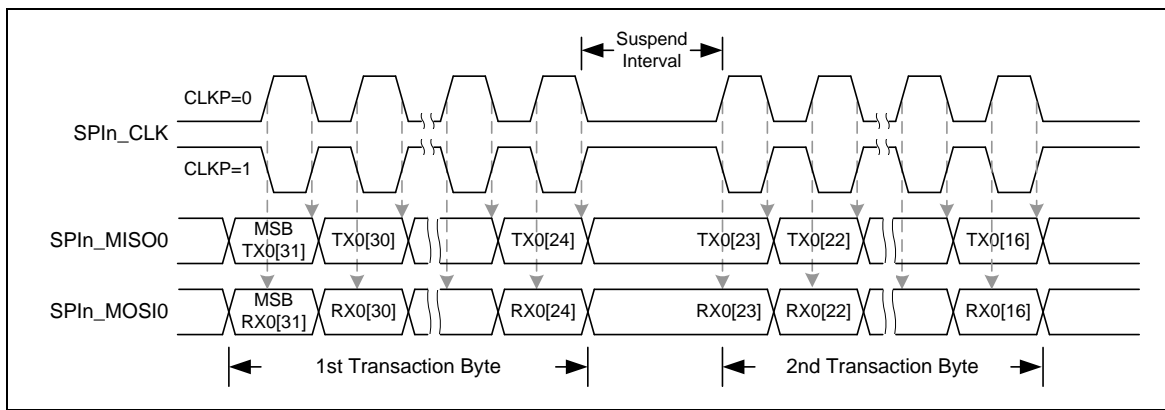 Suspend
Interval
CLKP=0
SPIn_CLK
CLKP=1
SPIn_MISO0
MSB
TX0[31]
TX0[30]
TX0[24]
TX0[23]
TX0[22]
TX0[16]
SPIn_MOSI0
MSB
RX0[31]
RX0[30]
RX0[24]
RX0[23]
RX0[22]
RX0[16]
1st Transaction Byte
2nd Transaction Byte